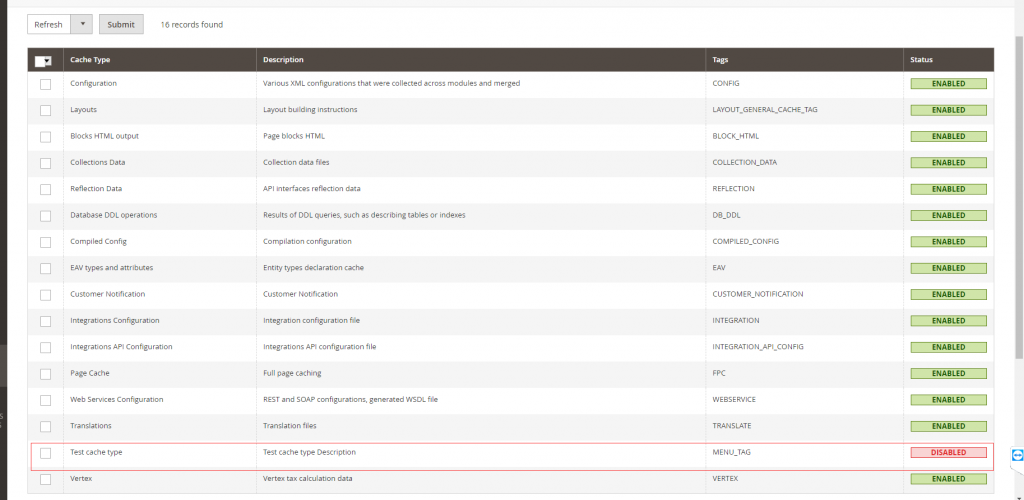 Refresh Submit 16 records found
Cache Type Description Tags Status
Configuration Various XML configurations that were collected across modules and merged CONFIG ENABLED
Layouts Layout building instructions LAYOUT_GENERAL_CACHE_TAG ENABLED
Blocks HTML output Page blocks HTML BLOCK_HTML ENABLED
Collections Data Collection data files COLLECTION_DATA ENABLED
Reflection Data API interfaces reflection data REFLECTION ENABLED
Database DDL operations Results of DDL queries, such as describing tables or indexes DB_DDL ENABLED
Compiled Config Compilation configuration COMPILED_CONFIG ENABLED
EAV types and attributes Entity types declaration cache EAV ENABLED
Customer Notification Customer Notification CUSTOMER_NOTIFICATION ENABLED
Integrations Configuration Integration configuration file INTEGRATION ENABLED
Integrations API Configuration Integrations API configuration file INTEGRATION_API_CONFIG ENABLED
Page Cache Full page caching FPC ENABLED
Web Services Configuration REST and SOAP configurations, generated WSDL file WEBSERVICE ENABLED
Translations Translation files TRANSLATE ENABLED
Test cache type Test cache type Description MENU_TAG DISABLED
Vertex Vertex tax calculation data VERTEX ENABLED